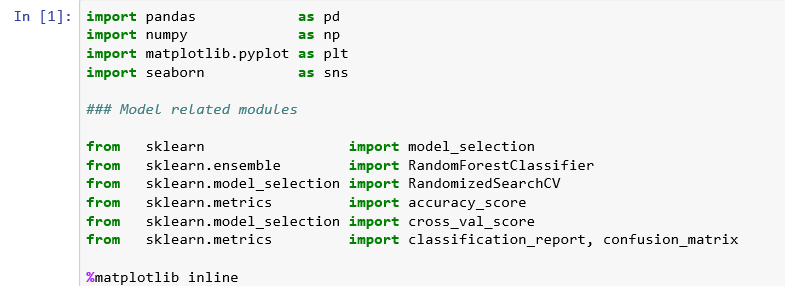 In [1]: import pandas as pd
import numpy as np
import matplotlib.pyplot as plt
import seaborn as sns
### Model related modules
from sklearn import model_selection
from sklearn.ensemble import RandomForestClassifier
from sklearn.model_selection import RandomizedSearchCV
from sklearn.metrics import accuracy_score
from sklearn.model_selection import cross_val_score
from sklearn.metrics import classification_report, confusion_matrix
%matplotlib inline